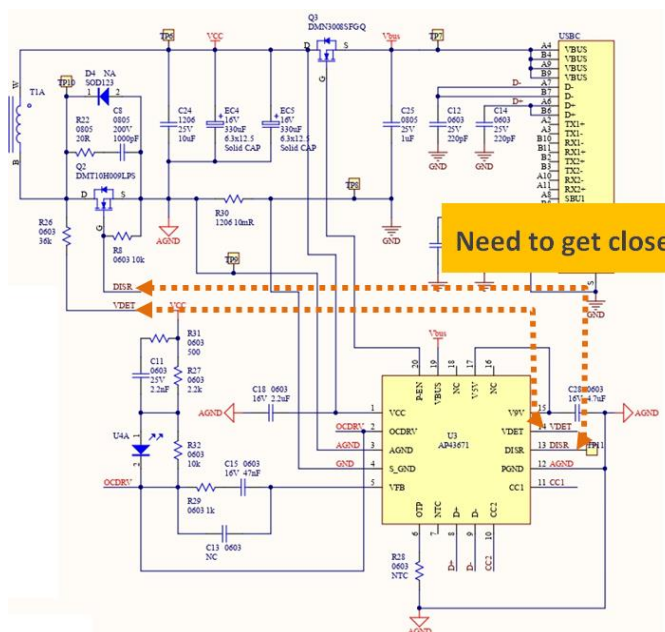 Q3
DMN3008SFGQ
TP6
VCC
Vbus
TP7
USBC
D
S
G
A4
B4
A9
B9
A7
B7
A6
B6
A2
A3
B11
B10
B2
B3
A10
A11
A8
VBUS
VBUS
VBUS
VBUS
D-
D-
D+
D+
TX1+
TX1-
RX1+
RX1-
TX2+
TX2-
RX2-
RX2+
SBU1
D-
D+
W
T1A
B
TP10
D4 NA
SOD123
1
2
R22
0805
20R
C8
0805
200V
1000pF
Q2
DMT10H009LPS
D
S
G
C24
1206
25V
10uF
EC4
16V
330uF
6.3x12.5
Solid CAP
EC5
16V
330uF
6.3x12.5
Solid CAP
C25
0805
25V
1uF
C12
0603
25V
220pF
C14
0603
25V
220pF
GND
GND
R26
0603
36k
R8
0603 10k
AGND
R30
1206 10mR
TP8
GND
TP9
GND
S
GND
Need to get close
DISR
VDET
VCC
R31
0603
500
C11
0603
25V
2.2nF
R27
0603
2.2k
U4A
1
2
R32
0603
10k
OCDRV
R29
0603 1k
C15 0603
16V 47nF
C13 0603
NC
AGND
C18 0603
16V 2.2uF
OCDRV
AGND
GND
Vbus
20
19
18
17
16
P-EN
VBUS
NC
V5V
NC
1 VCC
2 OCDRV
3 AGND
4 S_GND
5 VFB
U3
AP43671
VPV 15
VDET 14 VDET
DISR 13 DISR
PGND 12 AGND
CC1 11 CC1
TP11
C28 0603
16V 4.7uF
AGND
OTP
NTC
D+
D-
CC2
6
7
8
9
10
D+
D-
CC2
R28
0603
NTC
AGND